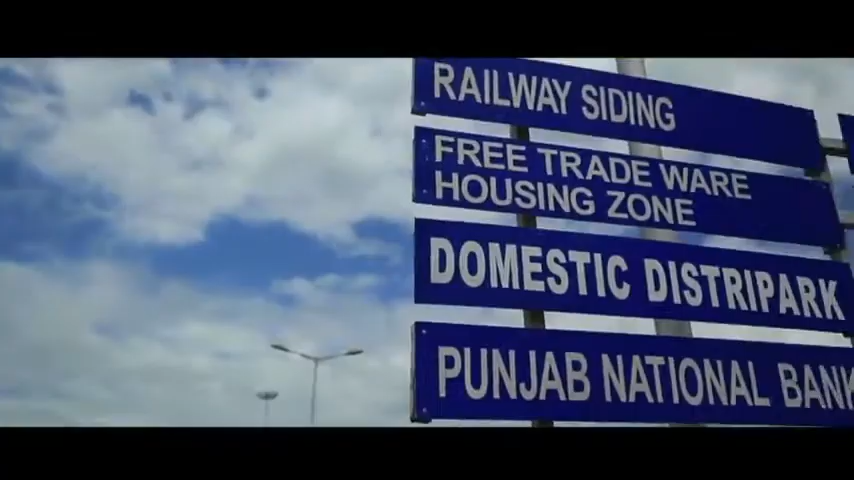 RAILWAY SIDING
FREE TRADE WARE
HOUSING ZONE
DOMESTIC DISTRIPARK
PUNJAB NATIONAL BANK